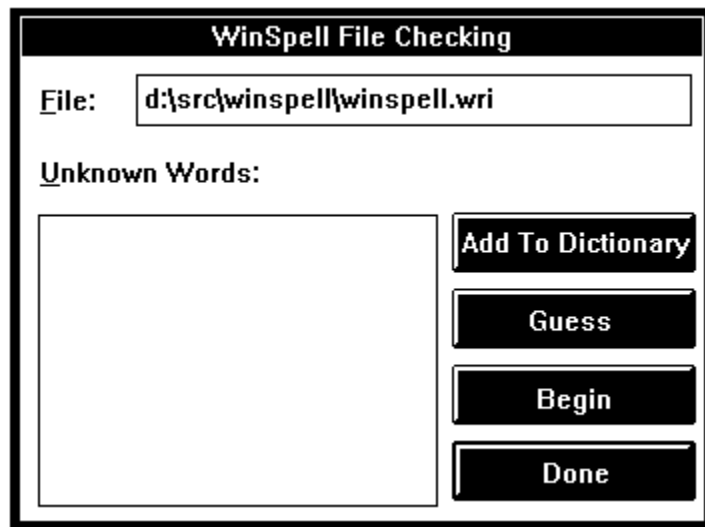 WinSpell File Checking
File: d:\src\winspell\winspell.wri
Unknown Words:
Add To Dictionary
Guess
Begin
Done